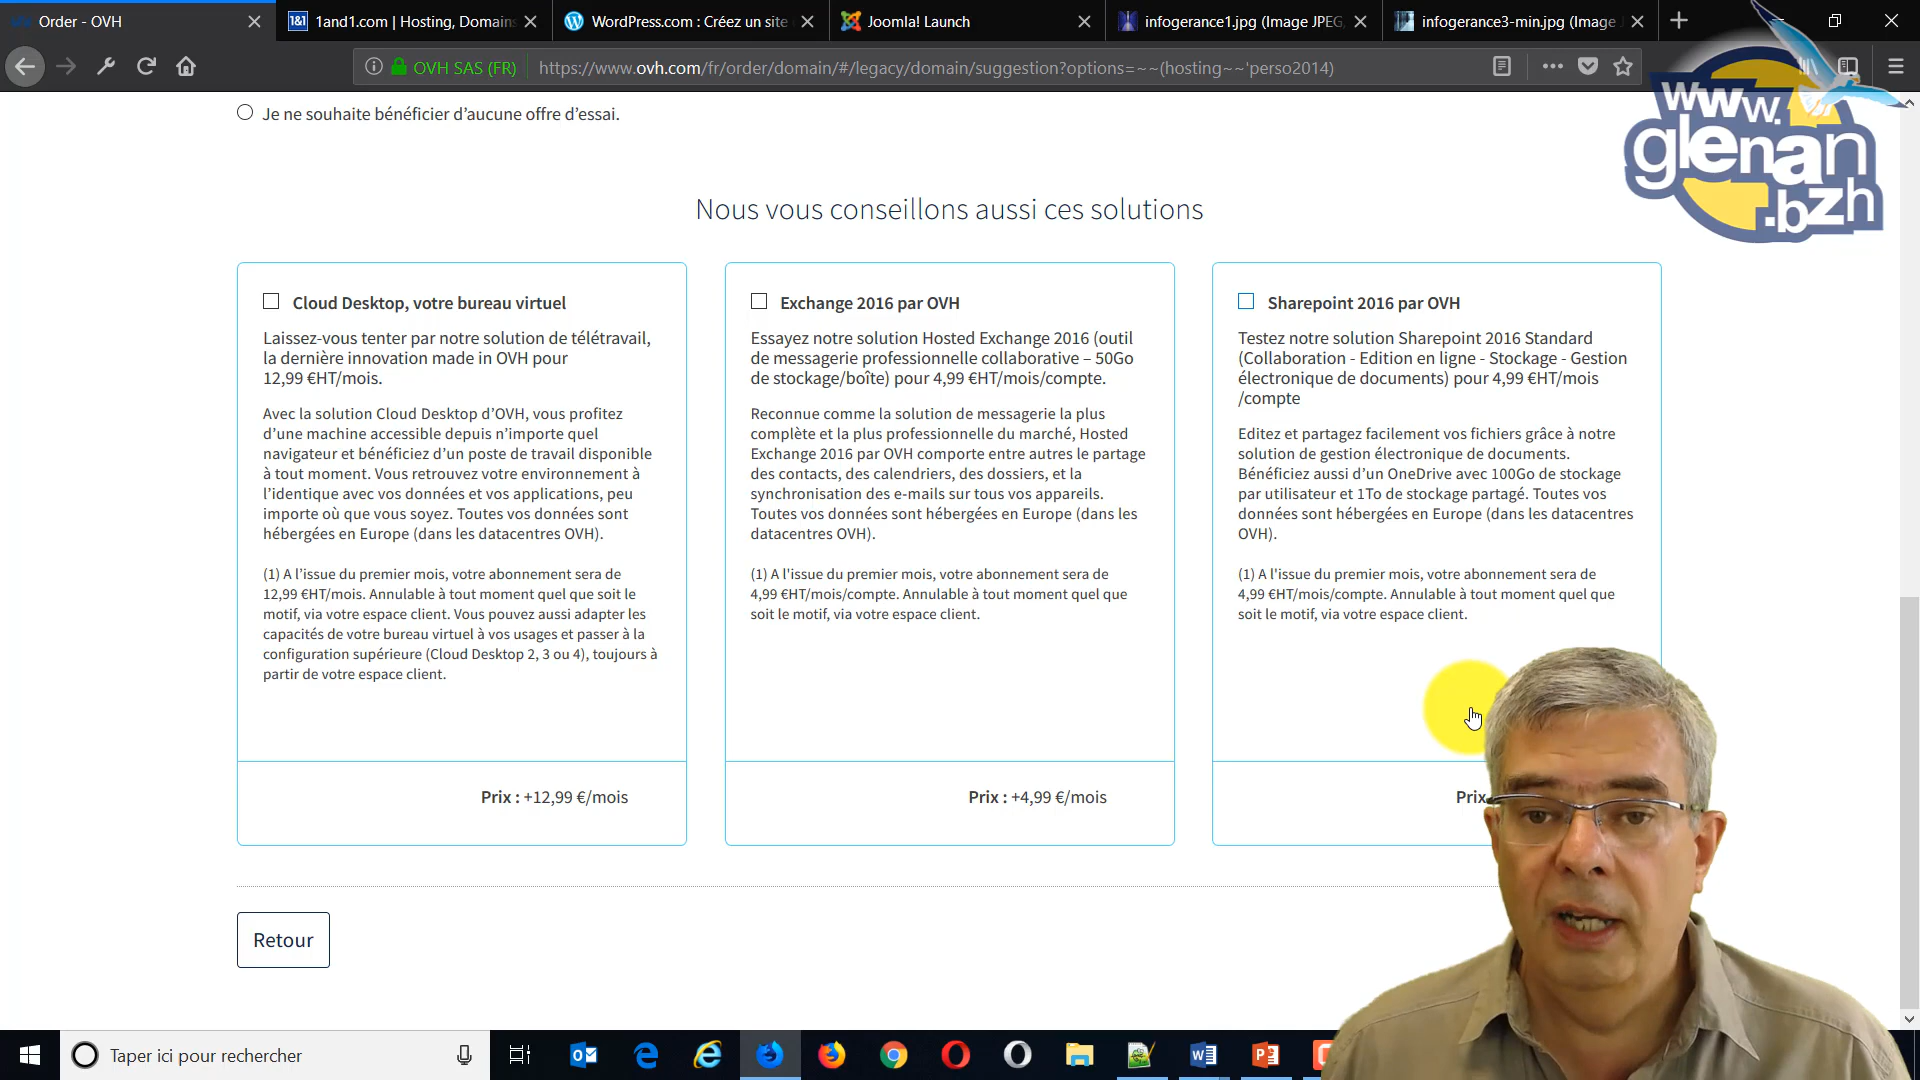 Order - OVH
1and1.com | Hosting, Domains
WordPress.com : Créez un site
Joomla! Launch
infogerance1.jpg (Image JPEG,
infogerance3-min.jpg (Image J
OVH SAS (FR)
https://www.ovh.com/fr/order/domain/#/legacy/domain/suggestion?options=~~(hosting~~'perso2014)
www.
glenan
.bzh
Je ne souhaite bénéficier d’aucune offre d’essai.
Nous vous conseillons aussi ces solutions
Cloud Desktop, votre bureau virtuel
Laissez-vous tenter par notre solution de télétravail,
la dernière innovation made in OVH pour
12,99 €HT/mois.
Avec la solution Cloud Desktop d’OVH, vous profitez
d’une machine accessible depuis n’importe quel
navigateur et bénéficiez d’un poste de travail disponible
à tout moment. Vous retrouvez votre environnement à
l’identique avec vos données et vos applications, peu
importe où que vous soyez. Toutes vos données sont
hébergées en Europe (dans les datacentres OVH).
(1) A l’issue du premier mois, votre abonnement sera de
12,99 €HT/mois. Annulable à tout moment quel que soit le
motif, via votre espace client. Vous pouvez aussi adapter les
capacités de votre bureau virtuel à vos usages et passer à la
configuration supérieure (Cloud Desktop 2, 3 ou 4), toujours à
partir de votre espace client.
Prix : +12,99 €/mois
Exchange 2016 par OVH
Essayez notre solution Hosted Exchange 2016 (outil
de messagerie professionnelle collaborative – 50Go
de stockage/boîte) pour 4,99 €HT/mois/compte.
Reconnue comme la solution de messagerie la plus
complète et la plus professionnelle du marché, Hosted
Exchange 2016 par OVH comporte entre autres le partage
des contacts, des calendriers, des dossiers, et la
synchronisation des e-mails sur tous vos appareils.
Toutes vos données sont hébergées en Europe (dans les
datacentres OVH).
(1) A l'issue du premier mois, votre abonnement sera de
4,99 €HT/mois/compte. Annulable à tout moment quel que
soit le motif, via votre espace client.
Prix : +4,99 €/mois
Sharepoint 2016 par OVH
Testez notre solution Sharepoint 2016 Standard
(Collaboration - Edition en ligne - Stockage - Gestion
électronique de documents) pour 4,99 €HT/mois
/compte
Editez et partagez facilement vos fichiers grâce à notre
solution de gestion électronique de documents.
Bénéficiez aussi d’un OneDrive avec 100Go de stockage
par utilisateur et 1To de stockage partagé. Toutes vos
données sont hébergées en Europe (dans les datacentres
OVH).
(1) A l'issue du premier mois, votre abonnement sera de
4,99 €HT/mois/compte. Annulable à tout moment quel que
soit le motif, via votre espace client.
Prix
Retour
Taper ici pour rechercher